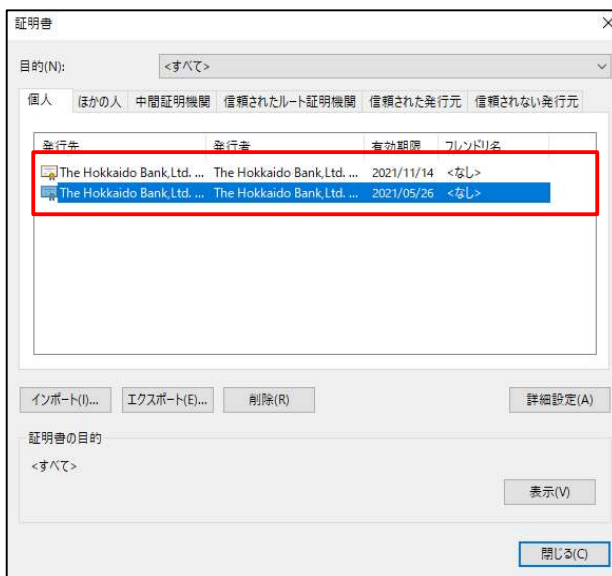 証明書
目的(N): <すべて>
個人 ほかの人 中間証明機関 信頼されたルート証明機関 信頼された発行元 信頼されない発行元
発行先 発行者 有効期限 フレンドリ名
The Hokkaido Bank,Ltd. ... The Hokkaido Bank,Ltd. ... 2021/11/14 <なし>
The Hokkaido Bank,Ltd. ... The Hokkaido Bank,Ltd. ... 2021/05/26 <なし>
インポート(I)... エクスポート(E)... 削除(R) 詳細設定(A)
証明書の目的
<すべて>
表示(V)
閉じる(C)